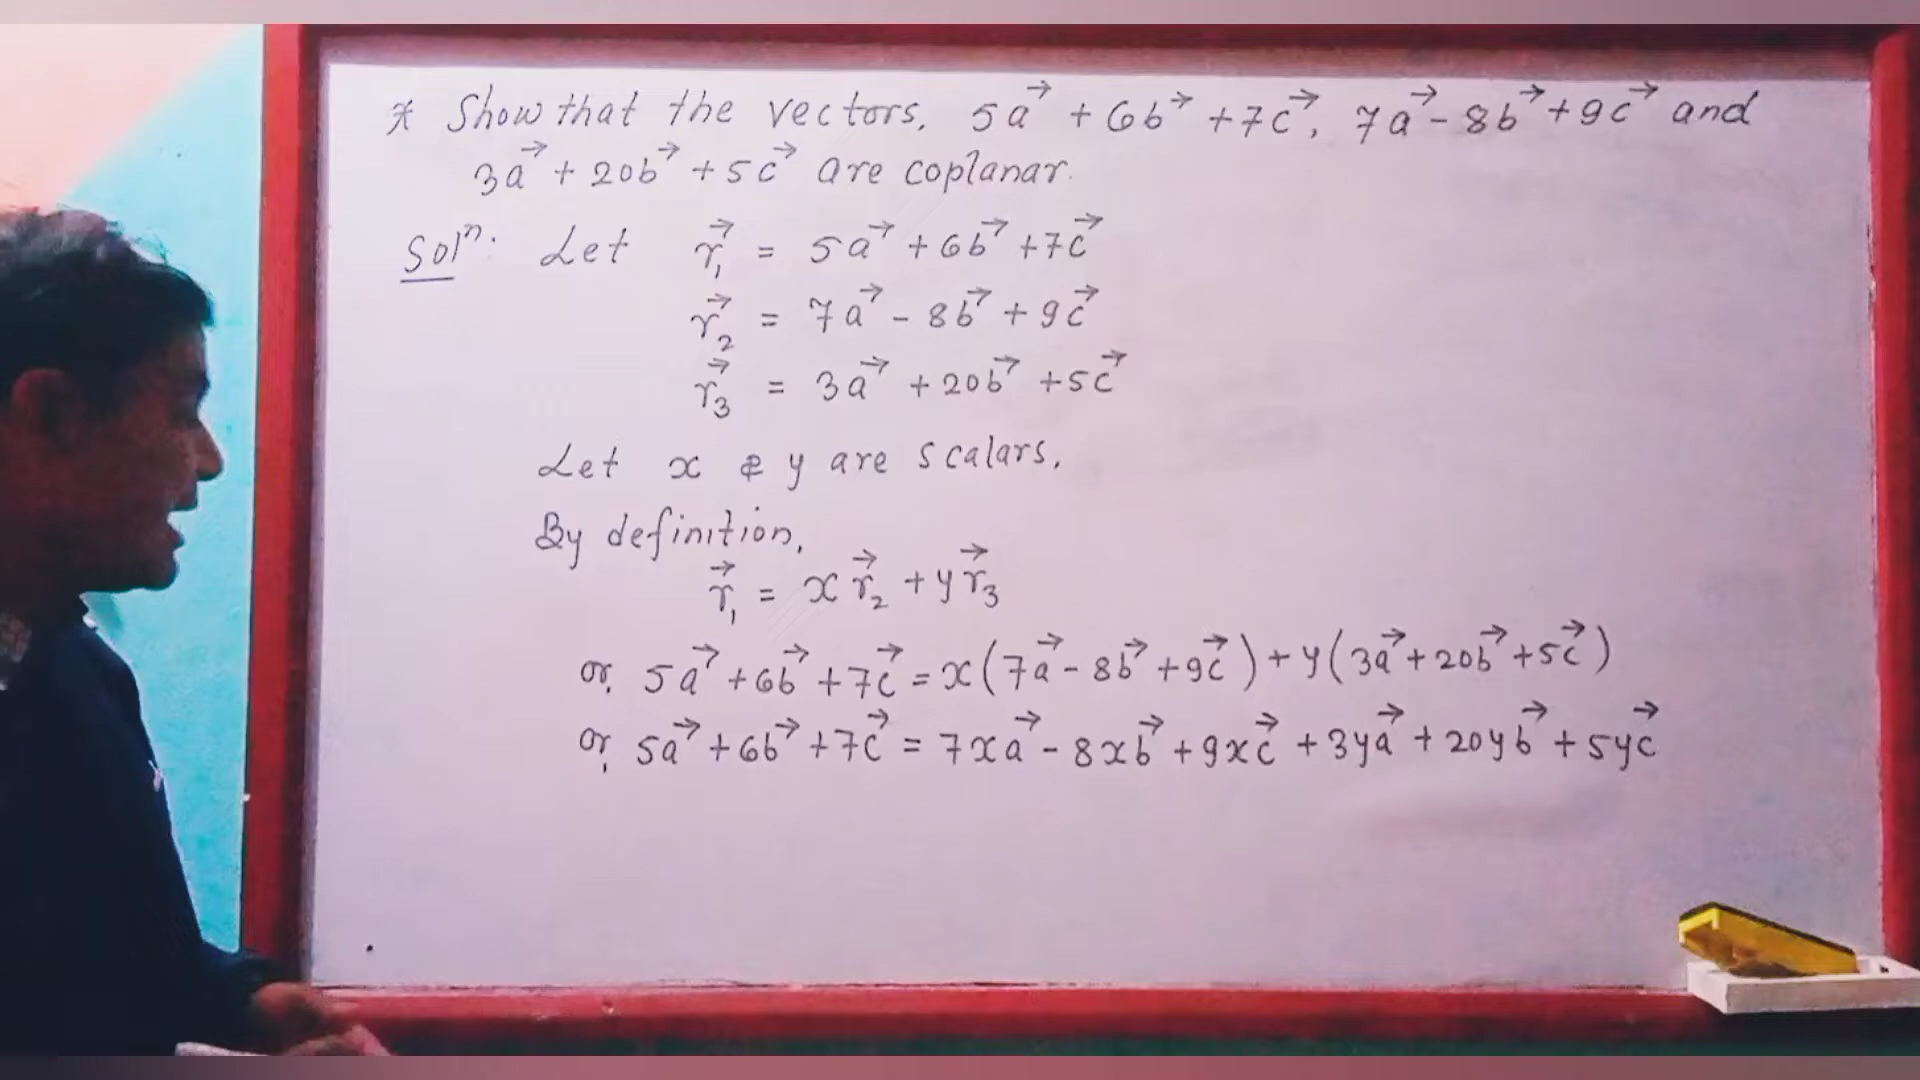 * Show that the vectors, 5a⃗ + 6b⃗ + 7c⃗, 7a⃗ - 8b⃗ + 9c⃗ and
3a⃗ + 20b⃗ + 5c⃗ are coplanar.
Solⁿ: Let r⃗₁ = 5a⃗ + 6b⃗ + 7c⃗
r⃗₂ = 7a⃗ - 8b⃗ + 9c⃗
r⃗₃ = 3a⃗ + 20b⃗ + 5c⃗
Let x & y are scalars,
By definition,
r⃗₁ = x r⃗₂ + y r⃗₃
or, 5a⃗ + 6b⃗ + 7c⃗ = x(7a⃗ - 8b⃗ + 9c⃗) + y(3a⃗ + 20b⃗ + 5c⃗)
or, 5a⃗ + 6b⃗ + 7c⃗ = 7xa⃗ - 8xb⃗ + 9xc⃗ + 3ya⃗ + 20yb⃗ + 5yc⃗